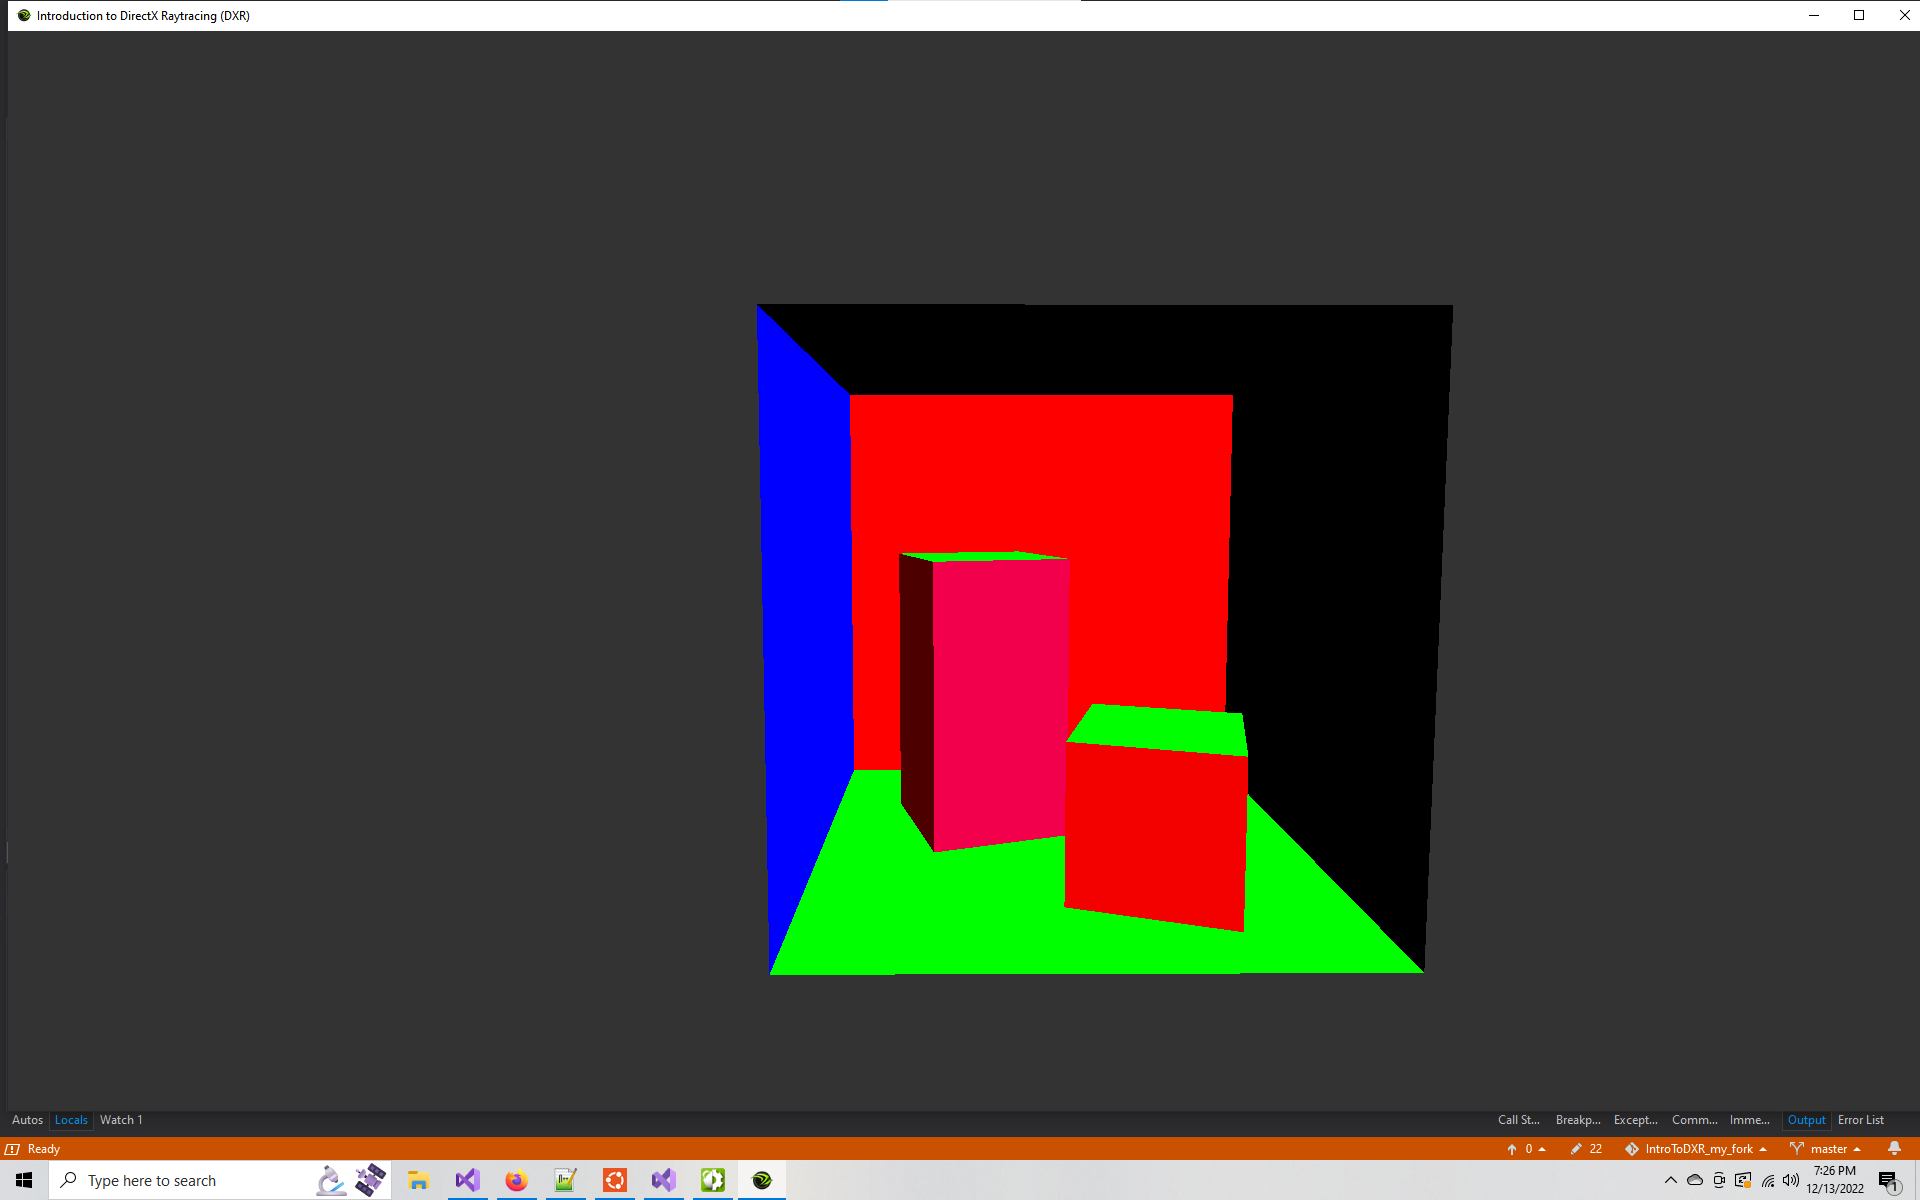 Introduction to DirectX Raytracing (DXR)
Autos Locals Watch 1 Call St... Breakp... Except... Comm... Imme... Output Error List
Ready 0 22 IntroToDXR_my_fork master
Type here to search 7:26 PM
12/13/2022 1